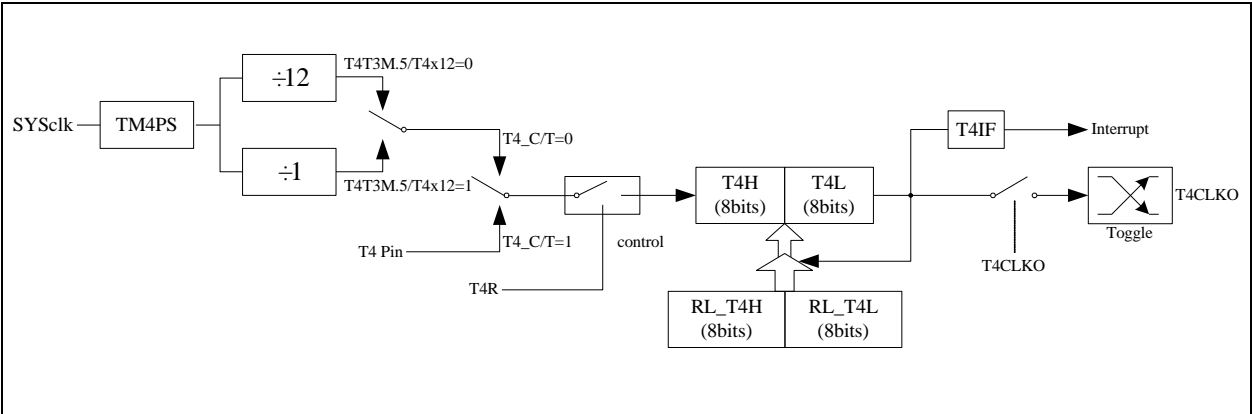 ÷12
T4T3M.5/T4x12=0
SYSclk
TM4PS
÷1
T4T3M.5/T4x12=1
T4_C/T=0
T4 Pin
T4_C/T=1
T4R
control
T4H
(8bits)
T4L
(8bits)
RL_T4H
(8bits)
RL_T4L
(8bits)
T4IF
Interrupt
T4CLKO
Toggle
T4CLKO